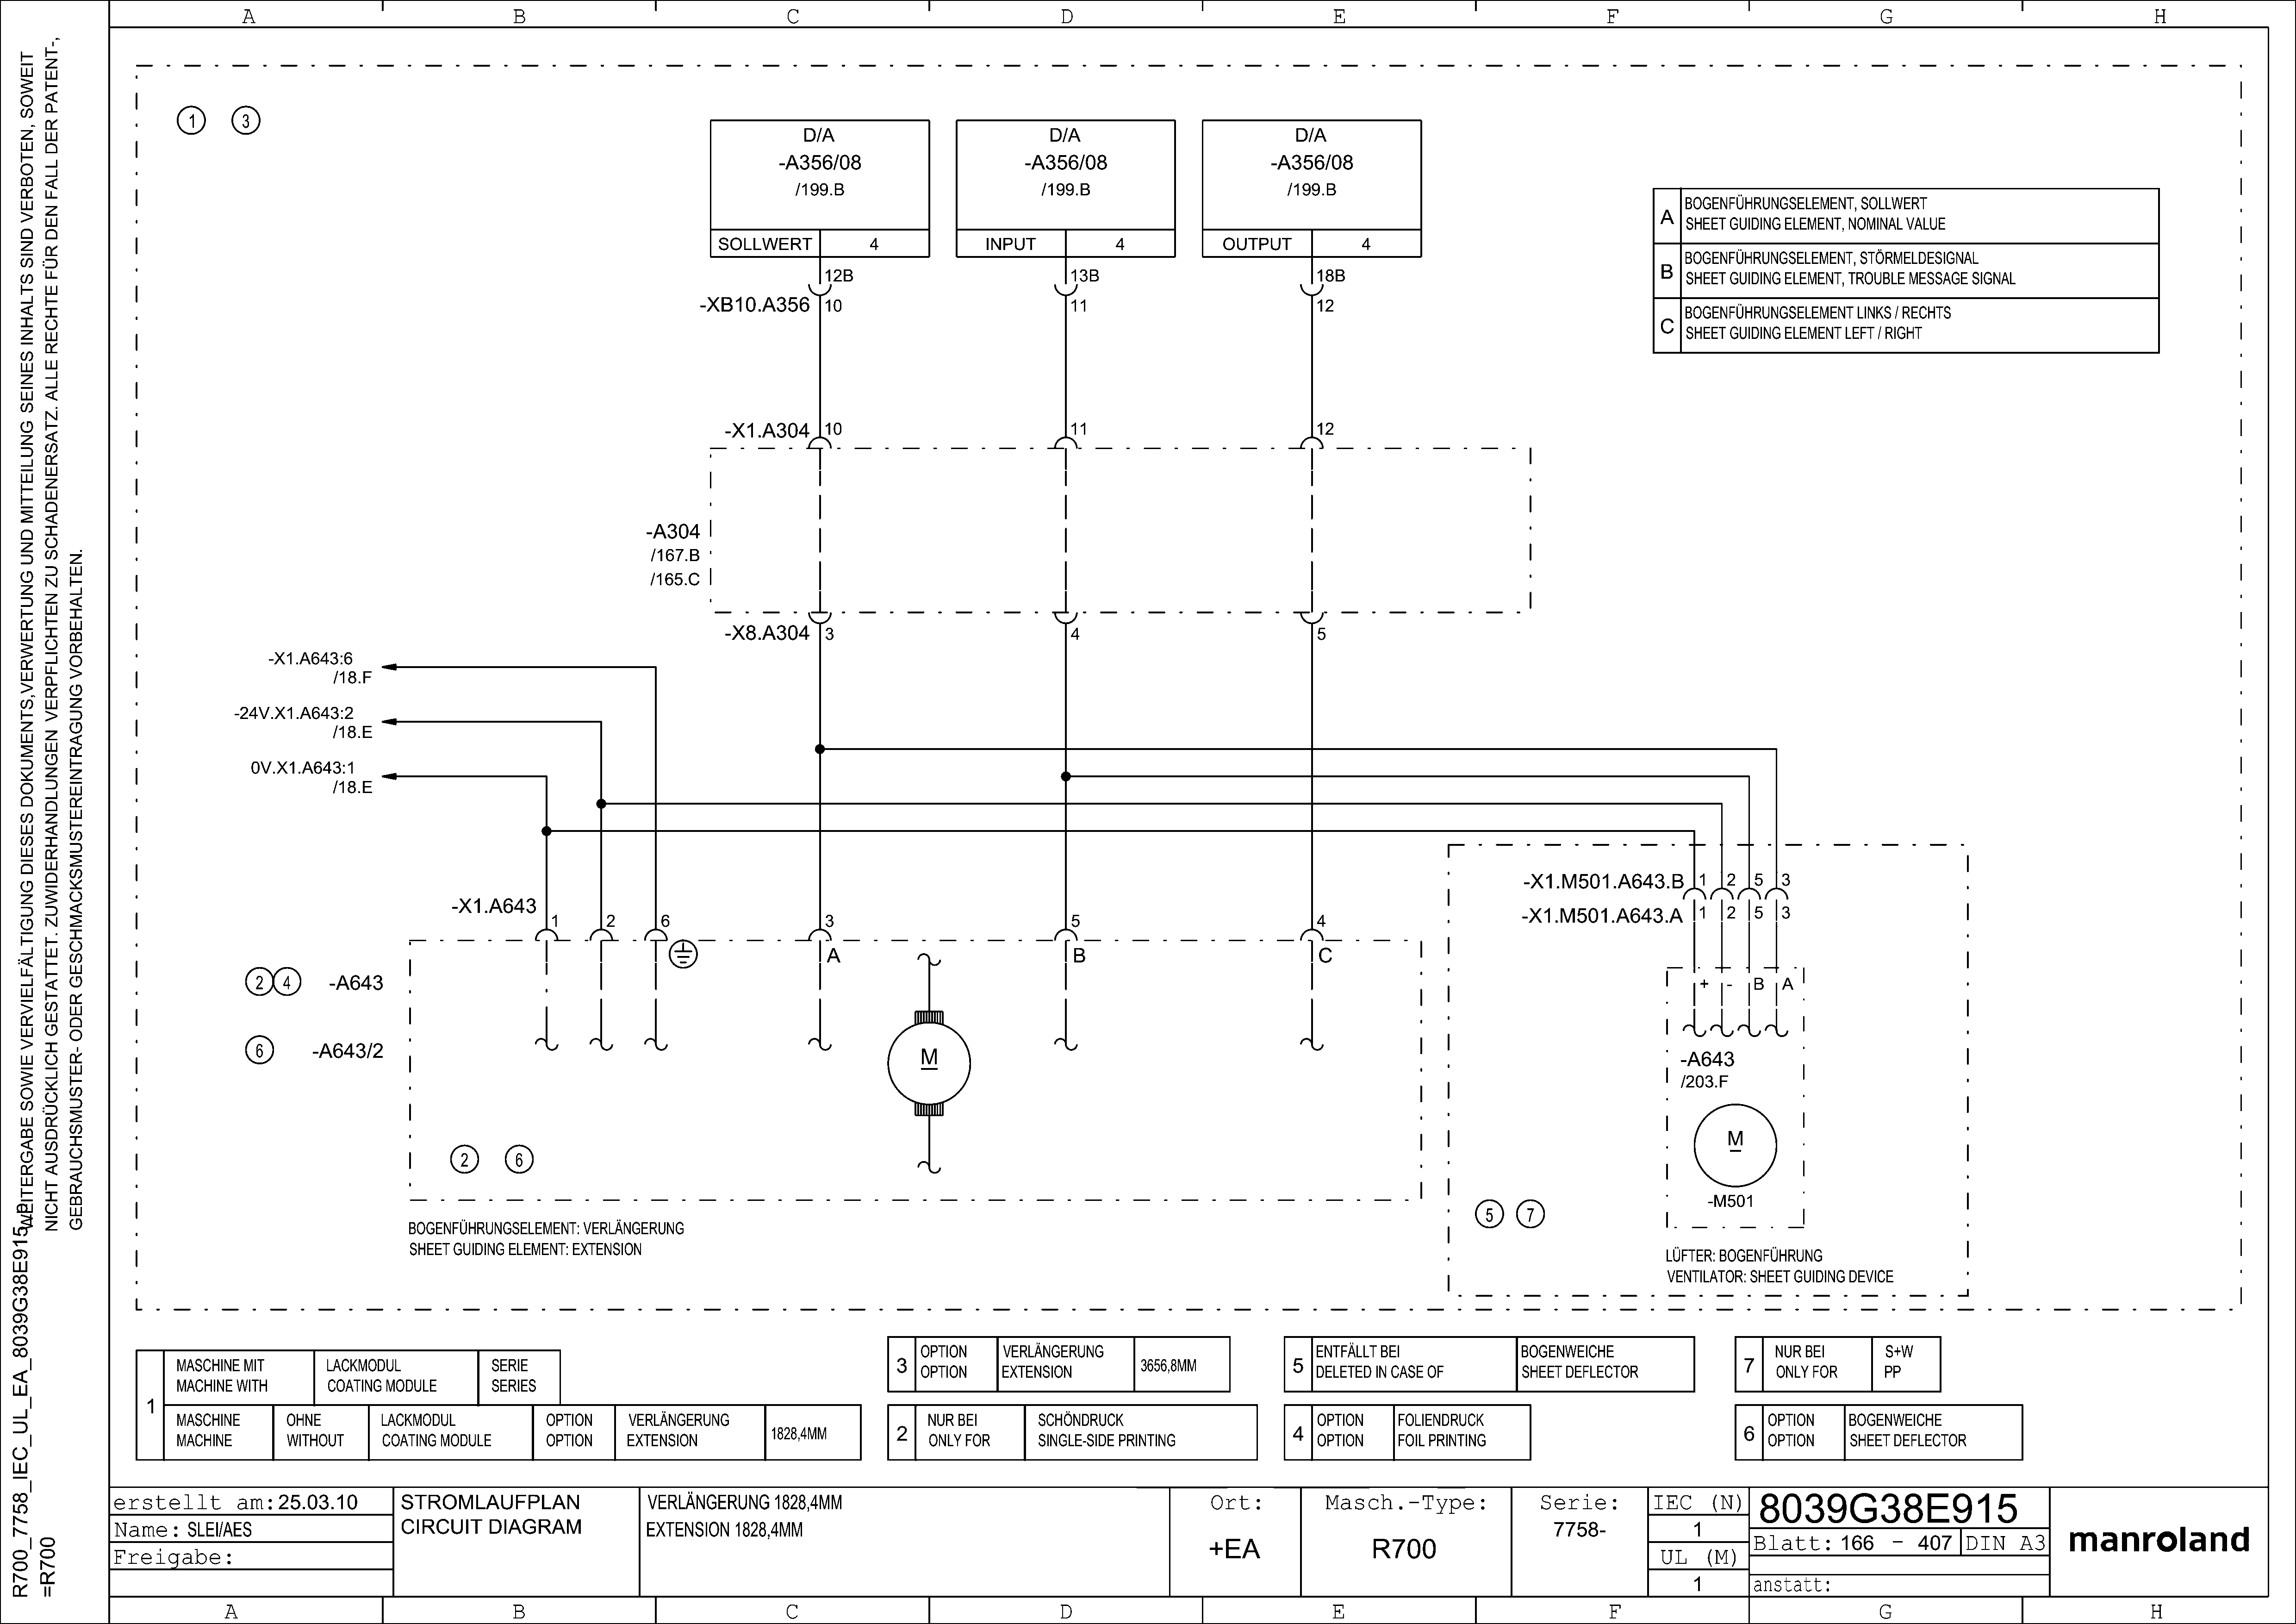 A B C D E F G H
WEITERGABE SOWIE VERVIELFÄLTIGUNG DIESES DOKUMENTS,VERWERTUNG UND MITTEILUNG SEINES INHALTS SIND VERBOTEN, SOWEIT
NICHT AUSDRÜCKLICH GESTATTET. ZUWIDERHANDLUNGEN VERPFLICHTEN ZU SCHADENERSATZ. ALLE RECHTE FÜR DEN FALL DER PATENT-,
GEBRAUCHSMUSTER- ODER GESCHMACKSMUSTEREINTRAGUNG VORBEHALTEN.
=R700
1 3
D/A
-A356/08
/199.B
SOLLWERT 4
D/A
-A356/08
/199.B
INPUT 4
D/A
-A356/08
/199.B
OUTPUT 4
12B 13B 18B
-XB10.A356 10 11 12
A
BOGENFÜHRUNGSELEMENT, SOLLWERT
SHEET GUIDING ELEMENT, NOMINAL VALUE
B
BOGENFÜHRUNGSELEMENT, STÖRMELDESIGNAL
SHEET GUIDING ELEMENT, TROUBLE MESSAGE SIGNAL
C
BOGENFÜHRUNGSELEMENT LINKS / RECHTS
SHEET GUIDING ELEMENT LEFT / RIGHT
-X1.A304 10 11 12
-A304
/167.B
/165.C
-X8.A304 3 4 5
-X1.A643:6
/18.F
-24V.X1.A643:2
/18.E
0V.X1.A643:1
/18.E
-X1.A643 1 2 6 3 5 4
A B C
2 4 -A643
6 -A643/2
M
2 6
BOGENFÜHRUNGSELEMENT: VERLÄNGERUNG
SHEET GUIDING ELEMENT: EXTENSION
-X1.M501.A643.B 1 2 5 3
-X1.M501.A643.A 1 2 5 3
+ - B A
-A643
/203.F
M
-M501
5 7
LÜFTER: BOGENFÜHRUNG
VENTILATOR: SHEET GUIDING DEVICE
1
MASCHINE MIT LACKMODUL SERIE
MACHINE WITH COATING MODULE SERIES
MASCHINE OHNE LACKMODUL OPTION VERLÄNGERUNG 1828,4MM
MACHINE WITHOUT COATING MODULE OPTION EXTENSION
3
OPTION VERLÄNGERUNG 3656,8MM
OPTION EXTENSION
2
NUR BEI SCHÖNDRUCK
ONLY FOR SINGLE-SIDE PRINTING
5
ENTFÄLLT BEI BOGENWEICHE
DELETED IN CASE OF SHEET DEFLECTOR
4
OPTION FOLIENDRUCK
OPTION FOIL PRINTING
7
NUR BEI S+W
ONLY FOR PP
6
OPTION BOGENWEICHE
OPTION SHEET DEFLECTOR
erstellt am: 25.03.10
Name: SLEI/AES
Freigabe:
STROMLAUFPLAN
CIRCUIT DIAGRAM
VERLÄNGERUNG 1828,4MM
EXTENSION 1828,4MM
Ort:
+EA
Masch.-Type:
R700
Serie:
7758-
IEC (N)
1
UL (M)
1
8039G38E915
Blatt: 166 - 407 DIN A3
anstatt:
manroland
A B C D E F G H